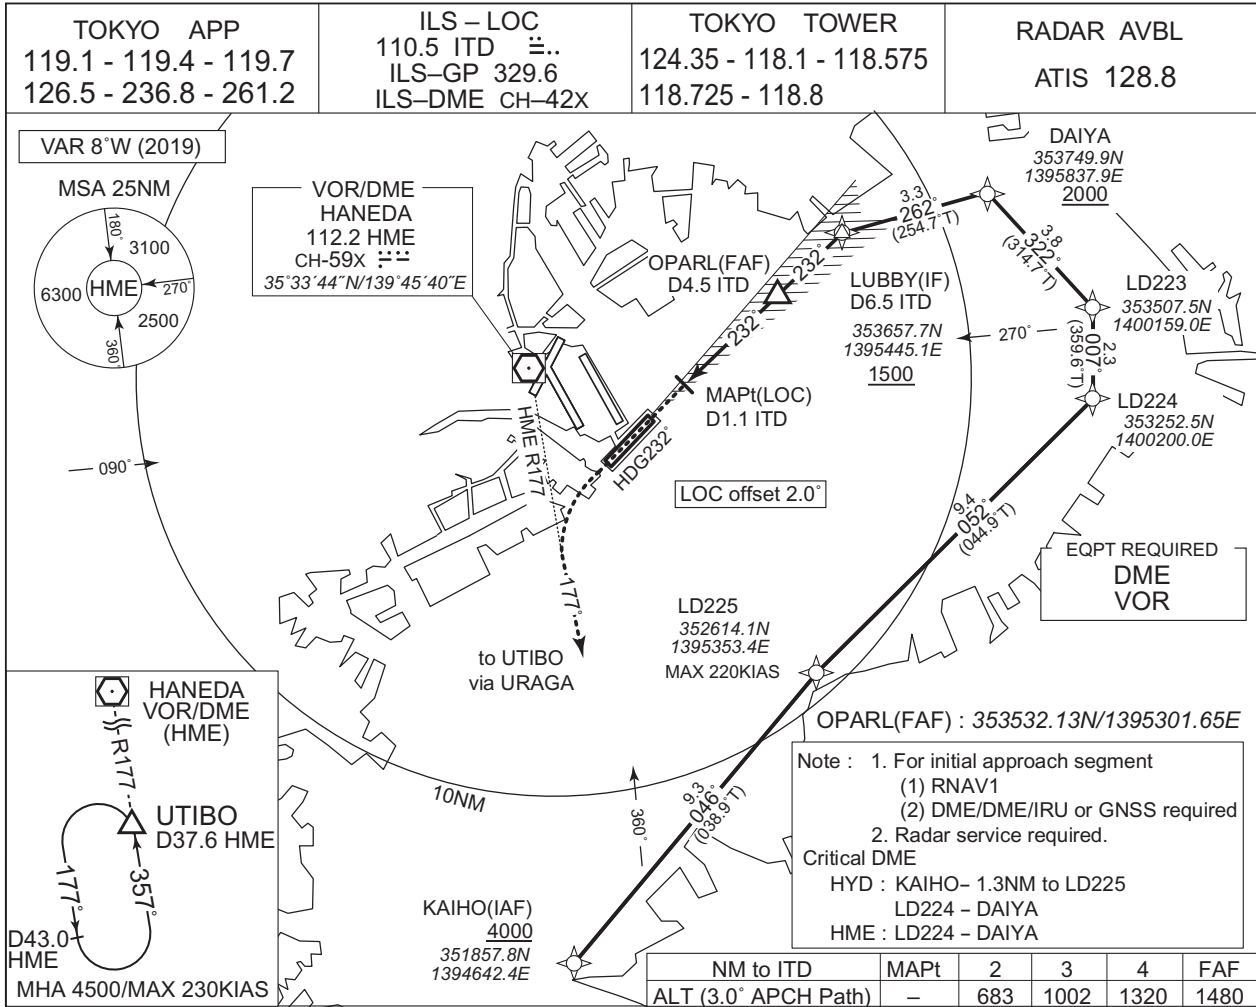 TOKYO APP
119.1 - 119.4 - 119.7
126.5 - 236.8 - 261.2
ILS – LOC
110.5 ITD
ILS–GP 329.6
ILS–DME CH–42X
TOKYO TOWER
124.35 - 118.1 - 118.575
118.725 - 118.8
RADAR AVBL
ATIS 128.8
VAR 8°W (2019)
MSA 25NM
180°
3100
HME
270°
6300
2500
360°
VOR/DME
HANEDA
112.2 HME
CH-59X
35°33´44˝N/139°45´40˝E
DAIYA
353749.9N
1395837.9E
2000
3.3
262°
(254.7°T)
3.8
322°
(314.7°T)
OPARL(FAF)
D4.5 ITD
232°
LUBBY(IF)
D6.5 ITD
353657.7N
1395445.1E
1500
LD223
353507.5N
1400159.0E
270°
232°
2.3
007°
(359.6°T)
MAPt(LOC)
D1.1 ITD
LD224
353252.5N
1400200.0E
HME R177
HDG232°
090°
LOC offset 2.0°
9.4
052°
(044.9°T)
EQPT REQUIRED
DME
VOR
177°
to UTIBO
via URAGA
LD225
352614.1N
1395353.4E
MAX 220KIAS
OPARL(FAF) : 353532.13N/1395301.65E
10NM
360°
9.3
046°
(038.9°T)
KAIHO(IAF)
4000
351857.8N
1394642.4E
HANEDA
VOR/DME
(HME)
R177
UTIBO
D37.6 HME
177°
357°
D43.0
HME
MHA 4500/MAX 230KIAS
Note : 1. For initial approach segment
(1) RNAV1
(2) DME/DME/IRU or GNSS required
2. Radar service required.
Critical DME
HYD : KAIHO– 1.3NM to LD225
LD224 – DAIYA
HME : LD224 – DAIYA
NM to ITD MAPt 2 3 4 FAF
ALT (3.0° APCH Path) – 683 1002 1320 1480